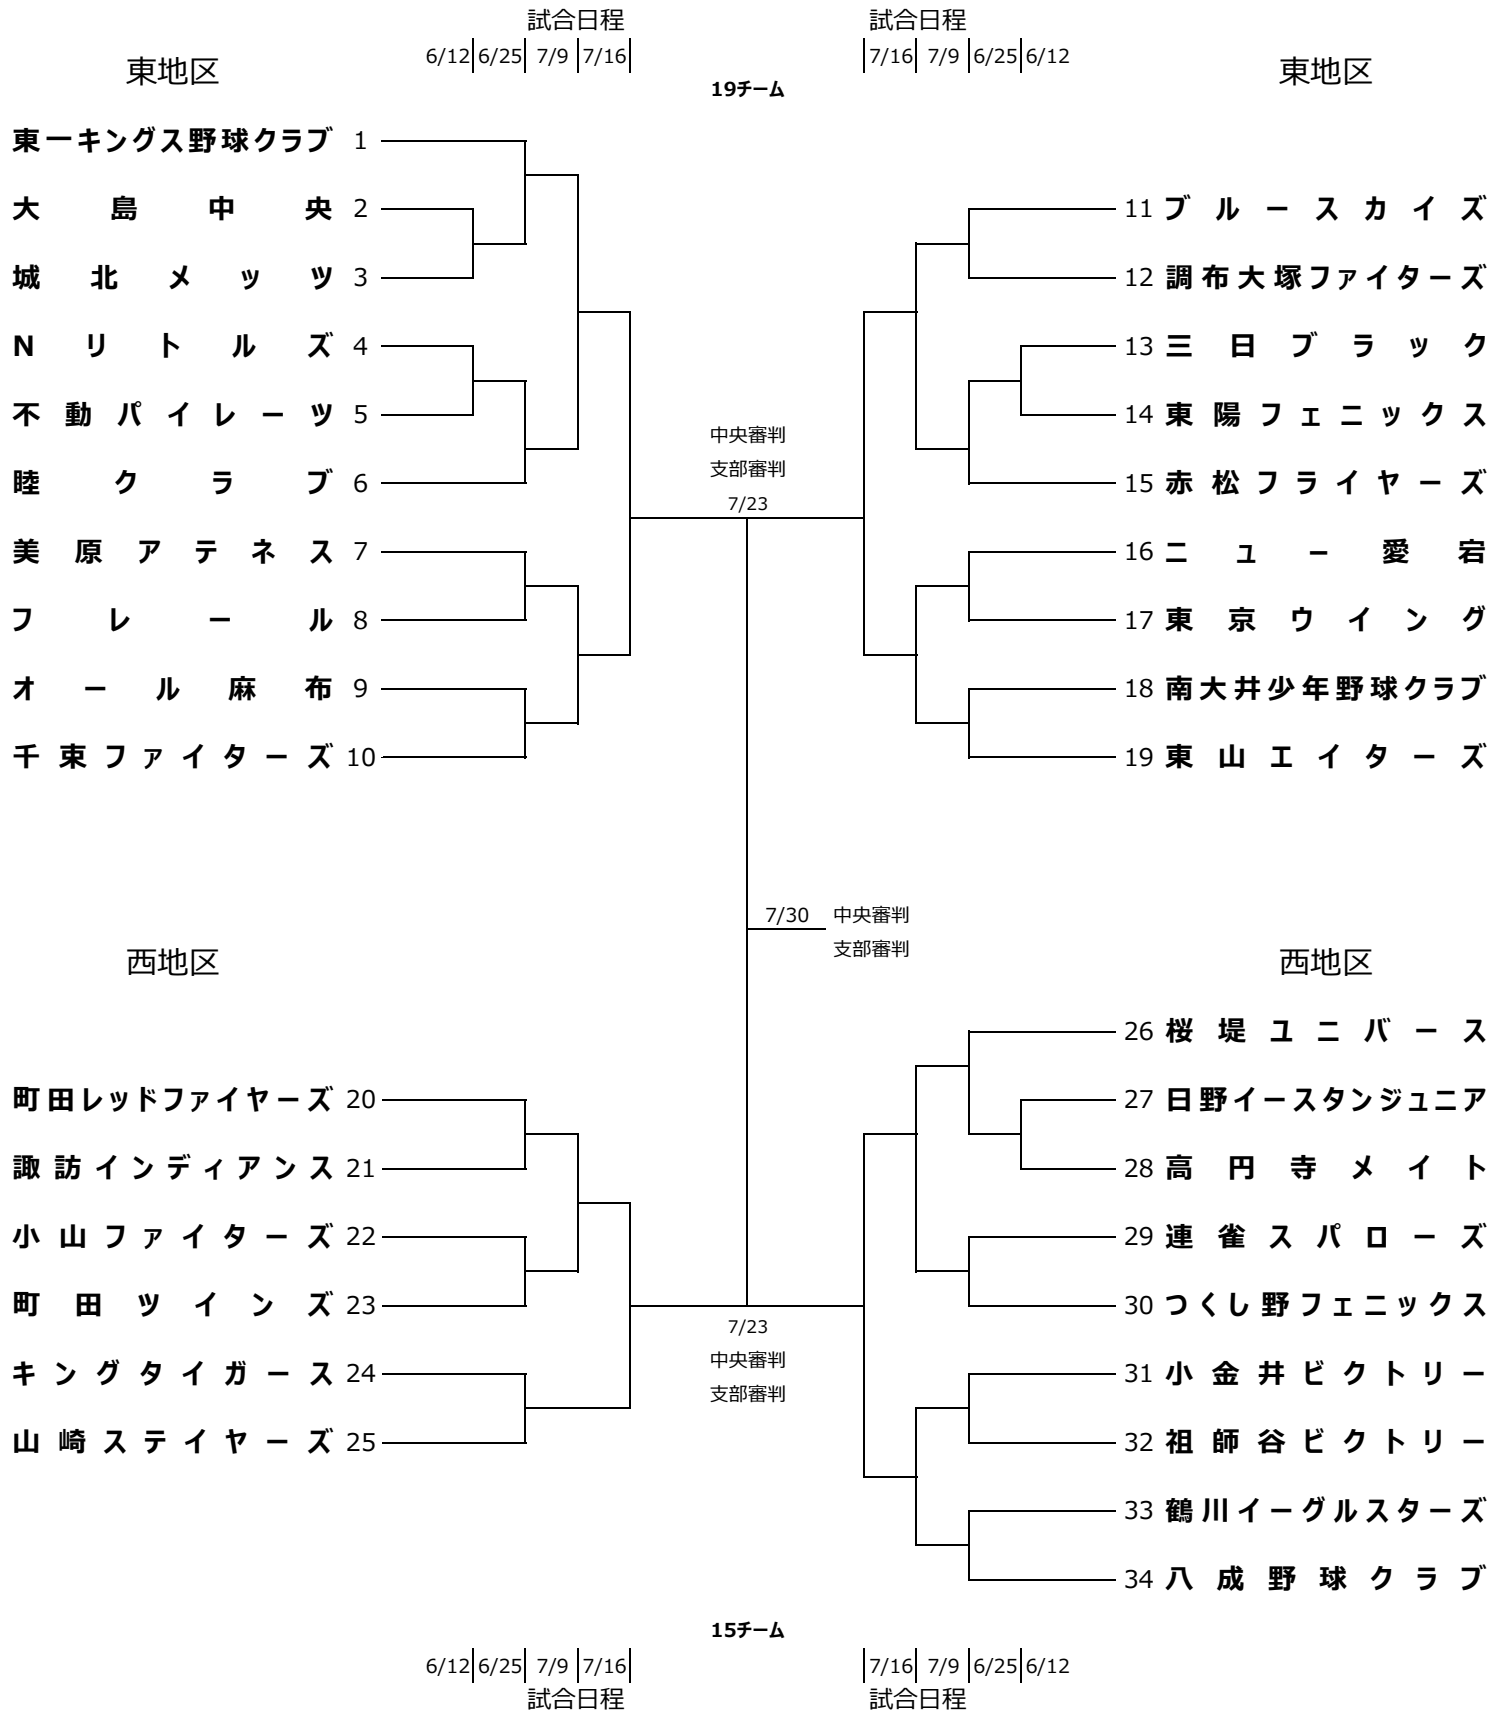 試合日程 試合日程
6/12 6/25 7/9 7/16 7/16 7/9 6/25 6/12
東地区 東地区
19チーム
東一キングス野球クラブ 1
大島中央 2 11 ブルースカイズ
城北メッツ 3 12 調布大塚ファイターズ
Nリトルズ 4 13 三日ブラック
不動パイレーツ 5 14 東陽フェニックス
中央審判
支部審判
睦クラブ 6 15 赤松フライヤーズ
7/23
美原アテネス 7 16 ニュー愛宕
フレール 8 17 東京ウイング
オール麻布 9 18 南大井少年野球クラブ
千束ファイターズ 10 19 東山エイターズ
7/30 中央審判
支部審判
西地区 西地区
26 桜堤ユニバース
町田レッドファイヤーズ 20 27 日野イースタンジュニア
諏訪インディアンス 21 28 高円寺メイト
小山ファイターズ 22 29 連雀スパローズ
町田ツインズ 23 30 つくし野フェニックス
7/23
中央審判
キングタイガース 24 31 小金井ビクトリー
支部審判
山崎ステイヤーズ 25 32 祖師谷ビクトリー
33 鶴川イーグルスターズ
34 八成野球クラブ
15チーム
6/12 6/25 7/9 7/16 7/16 7/9 6/25 6/12
試合日程 試合日程